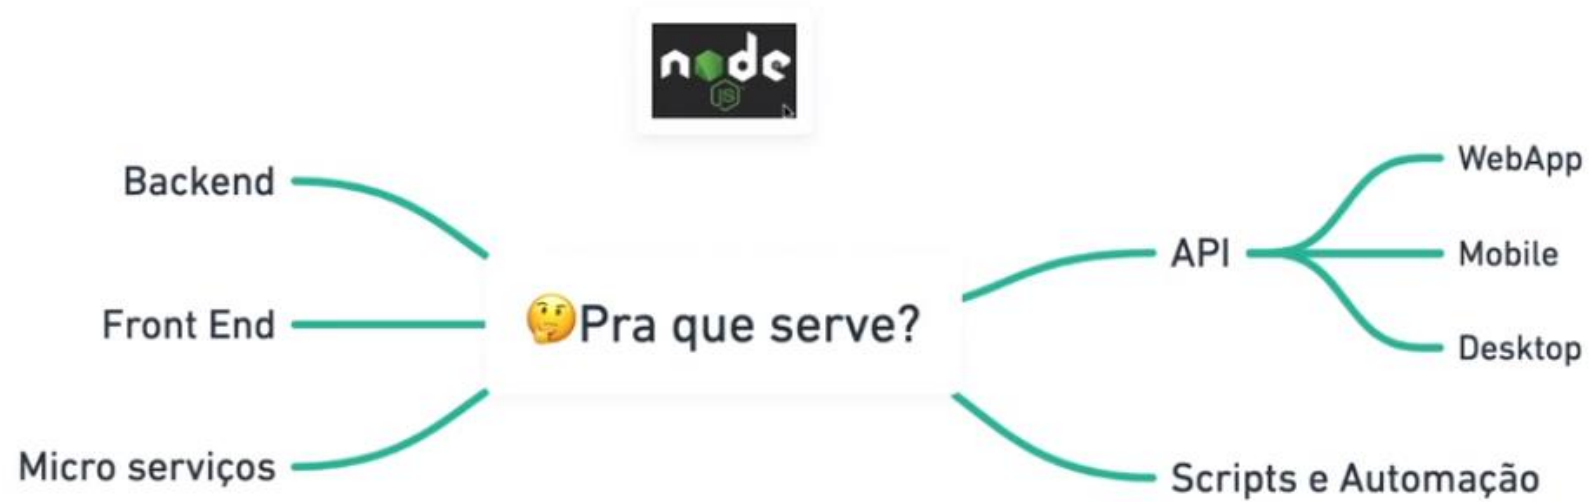 node
JS
Backend
Front End
Micro serviços
🤔Pra que serve?
API
WebApp
Mobile
Desktop
Scripts e Automação